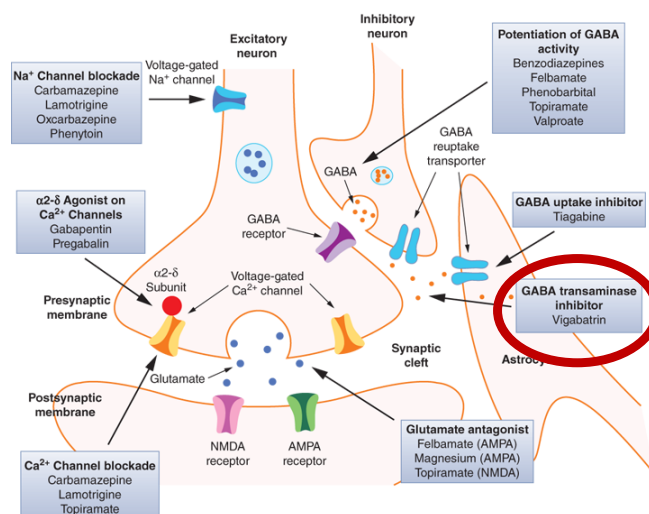 Excitatory
neuron
Inhibitory
neuron
Potentiation of GABA
activity
Benzodiazepines
Felbamate
Phenobarbital
Topiramate
Valproate
Na⁺ Channel blockade
Carbamazepine
Lamotrigine
Oxcarbazepine
Phenytoin
Voltage-gated
Na⁺ channel
GABA
reuptake
transporter
GABA
GABA uptake inhibitor
Tiagabine
α2-δ Agonist on
Ca²⁺ Channels
Gabapentin
Pregabalin
GABA
receptor
α2-δ
Subunit
Voltage-gated
Ca²⁺ channel
GABA transaminase
inhibitor
Vigabatrin
Presynaptic
membrane
Synaptic
cleft
Astrocy
Glutamate
Postsynaptic
membrane
NMDA
receptor
AMPA
receptor
Glutamate antagonist
Felbamate (AMPA)
Magnesium (AMPA)
Topiramate (NMDA)
Ca²⁺ Channel blockade
Carbamazepine
Lamotrigine
Topiramate